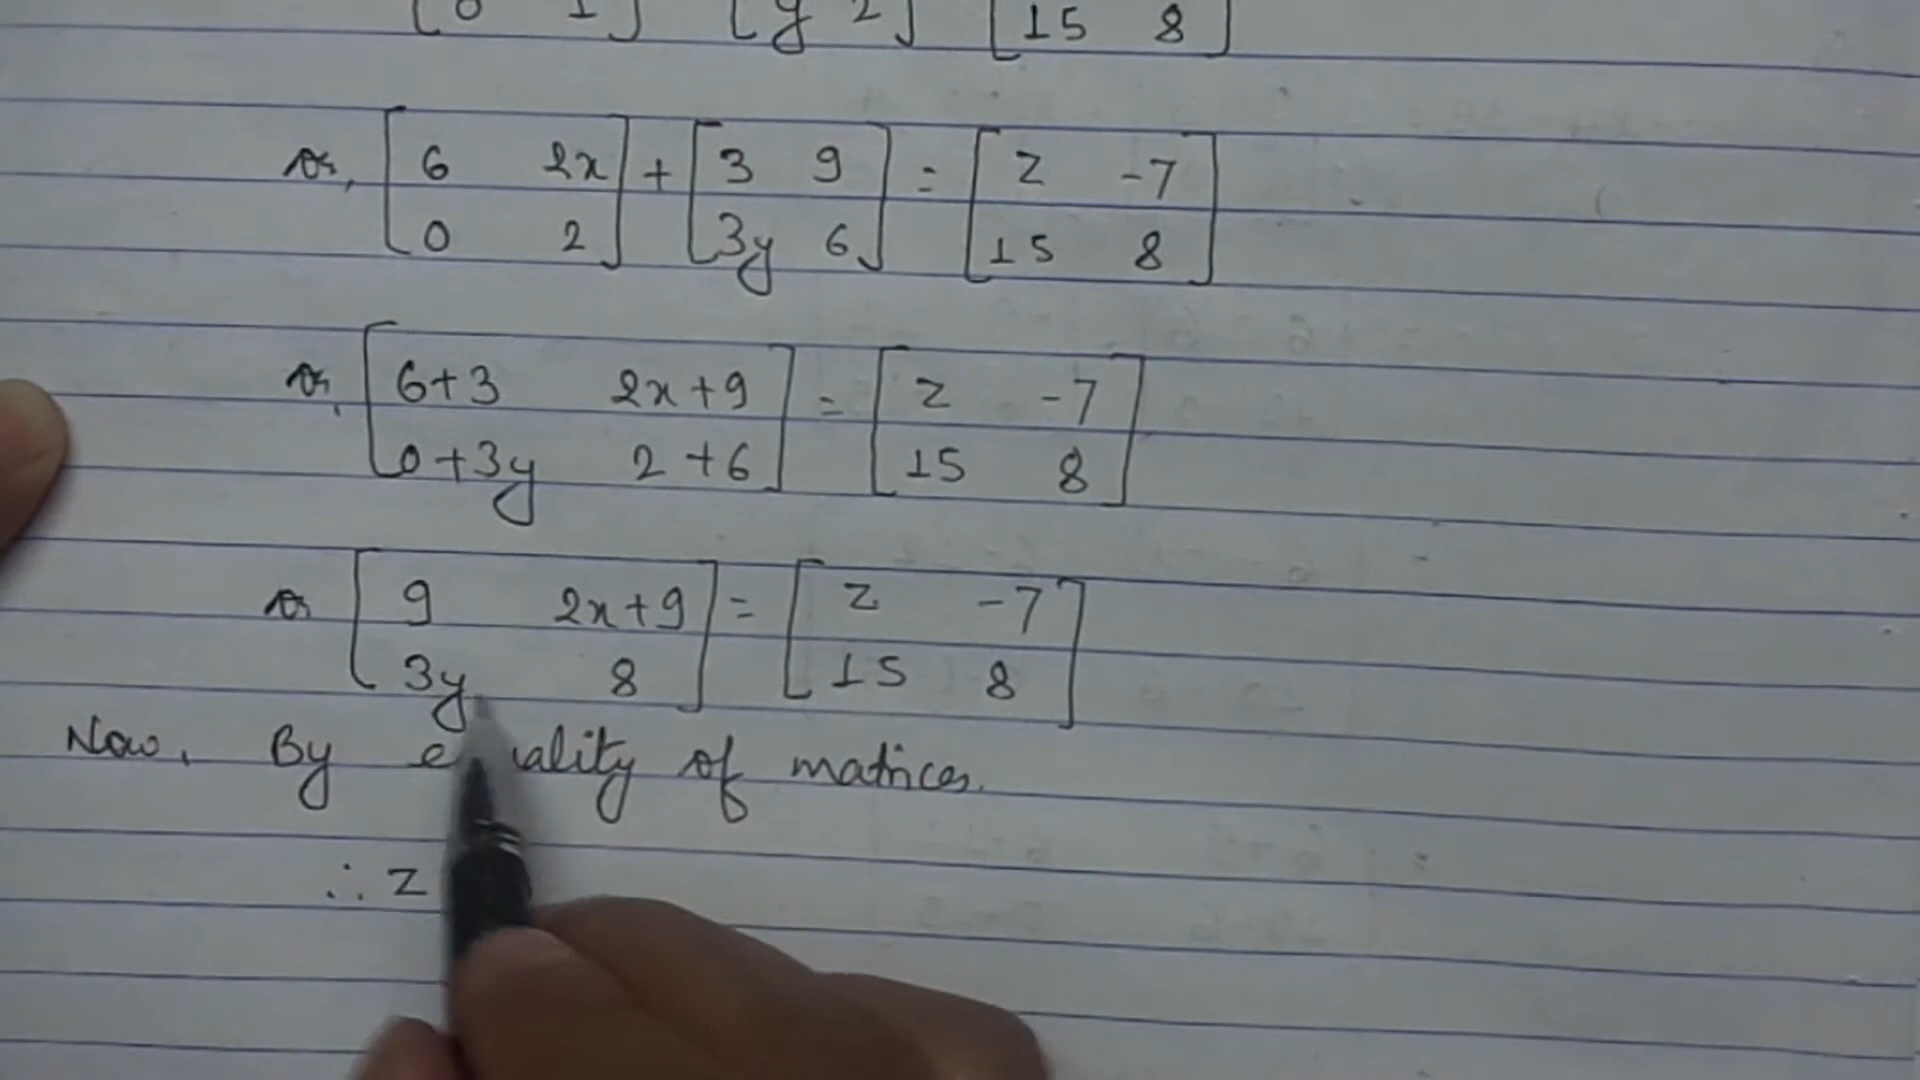 [0 1] [y 2] [15 8]
or, [6 2x] + [3 9] = [z -7]
[0 2] [3y 6] [15 8]
or, [6+3 2x+9] = [z -7]
[0+3y 2+6] [15 8]
or [9 2x+9] = [z -7]
[3y 8] [15 8]
Now, By equality of matrices.
∴ z